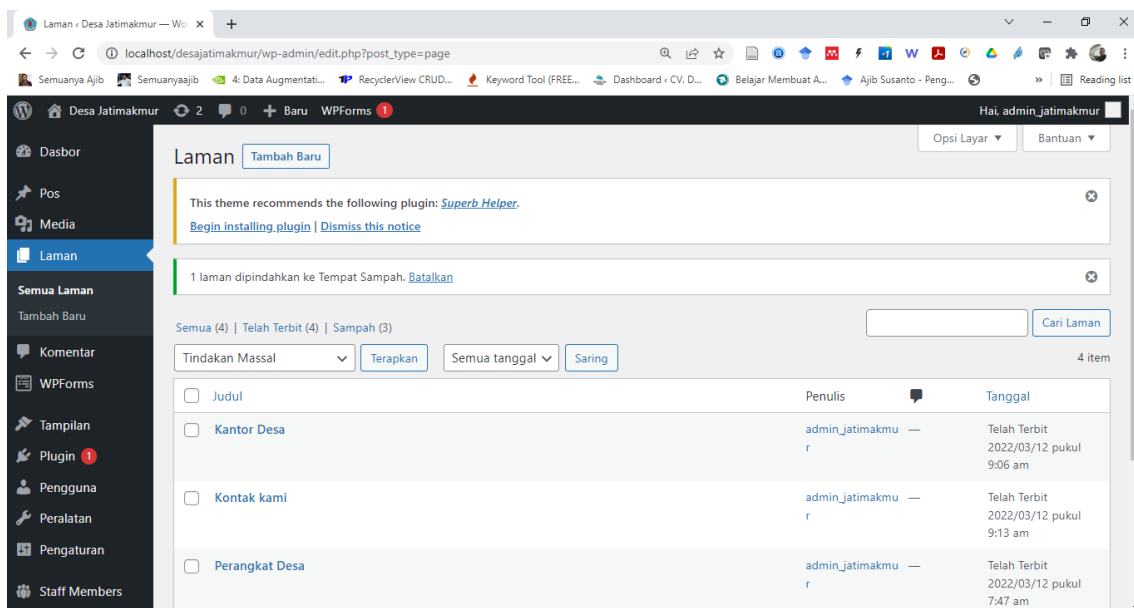 Laman ‹ Desa Jatimakmur — Wo
localhost/desajatimakmur/wp-admin/edit.php?post_type=page
Semuanya Ajib Semuanyaajib 4: Data Augmentati... RecyclerView CRUD... Keyword Tool (FREE... Dashboard ‹ CV. D... Belajar Membuat A... Ajib Susanto - Peng... » Reading list
Desa Jatimakmur 2 0 + Baru WPForms 1 Hai, admin_jatimakmur
Opsi Layar ▼ Bantuan ▼
Dasbor
Pos
Media
Laman
Semua Laman
Tambah Baru
Komentar
WPForms
Tampilan
Plugin 1
Pengguna
Peralatan
Pengaturan
Staff Members
Laman Tambah Baru
This theme recommends the following plugin: Superb Helper.
Begin installing plugin | Dismiss this notice
1 laman dipindahkan ke Tempat Sampah. Batalkan
Semua (4) | Telah Terbit (4) | Sampah (3)
Cari Laman
Tindakan Massal Terapkan Semua tanggal Saring 4 item
Judul Penulis Tanggal
Kantor Desa admin_jatimakmu — Telah Terbit
r 2022/03/12 pukul
9:06 am
Kontak kami admin_jatimakmu — Telah Terbit
r 2022/03/12 pukul
9:13 am
Perangkat Desa admin_jatimakmu — Telah Terbit
r 2022/03/12 pukul
7:47 am